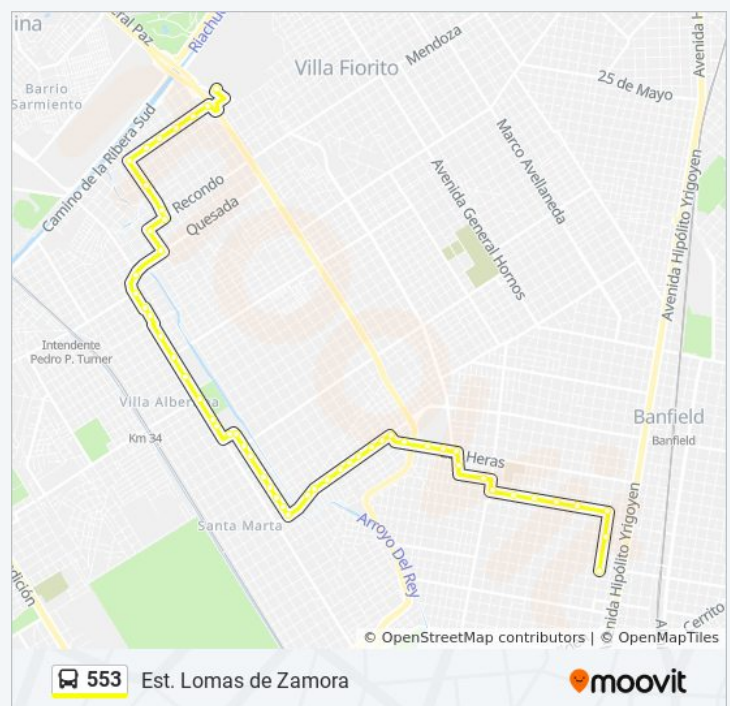 ina
eral Paz
Riachue
Villa Fiorito
Mendoza
Barrio
Sarmiento
25 de Mayo
Avenida H
Camino de la Ribera Sud
Marco Avellaneda
Recondo
Quesada
Avenida General Hornos
Avenida Hipólito Yrigoyen
Intendente
Pedro P. Turner
Villa Alber
a
Banfield
Banfield
Km 34
Heras
Santa Marta
Arroyo Del Rey
nida Hipólito Yrigoyen
dición
Cerrito
A
© OpenStreetMap contributors | © OpenMapTiles
553 Est. Lomas de Zamora
moovit